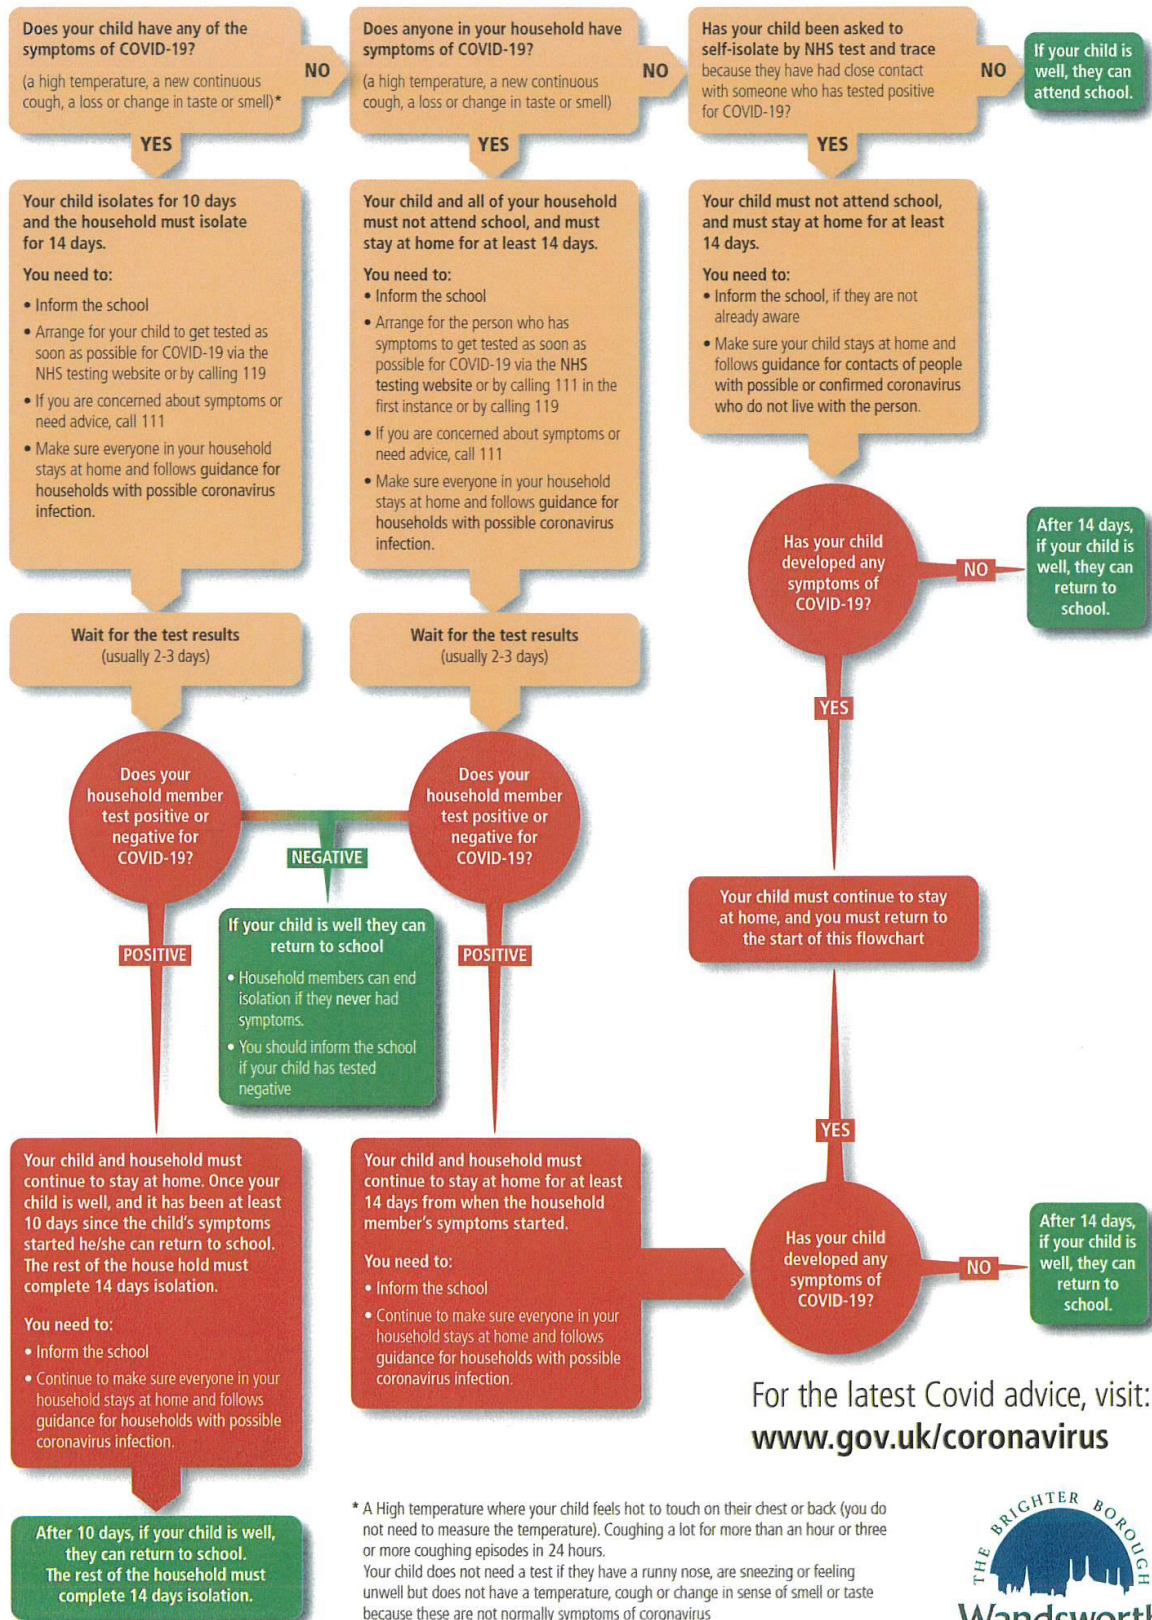 Does your child have any of the
symptoms of COVID-19?
(a high temperature, a new continuous
cough, a loss or change in taste or smell)*
NO
YES
Does anyone in your household have
symptoms of COVID-19?
(a high temperature, a new continuous
cough, a loss or change in taste or smell)
NO
YES
Has your child been asked to
self-isolate by NHS test and trace
because they have had close contact
with someone who has tested positive
for COVID-19?
NO
YES
If your child is
well, they can
attend school.
Your child isolates for 10 days
and the household must isolate
for 14 days.
You need to:
• Inform the school
• Arrange for your child to get tested as
soon as possible for COVID-19 via the
NHS testing website or by calling 119
• If you are concerned about symptoms or
need advice, call 111
• Make sure everyone in your household
stays at home and follows guidance for
households with possible coronavirus
infection.
Your child and all of your household
must not attend school, and must
stay at home for at least 14 days.
You need to:
• Inform the school
• Arrange for the person who has
symptoms to get tested as soon as
possible for COVID-19 via the NHS
testing website or by calling 111 in the
first instance or by calling 119
• If you are concerned about symptoms or
need advice, call 111
• Make sure everyone in your household
stays at home and follows guidance for
households with possible coronavirus
infection.
Your child must not attend school,
and must stay at home for at least
14 days.
You need to:
• Inform the school, if they are not
already aware
• Make sure your child stays at home and
follows guidance for contacts of people
with possible or confirmed coronavirus
who do not live with the person.
Has your child
developed any
symptoms of
COVID-19?
NO
After 14 days,
if your child is
well, they can
return to
school.
YES
Wait for the test results
(usually 2-3 days)
Wait for the test results
(usually 2-3 days)
Does your
household member
test positive or
negative for
COVID-19?
Does your
household member
test positive or
negative for
COVID-19?
NEGATIVE
If your child is well they can
return to school
• Household members can end
isolation if they never had
symptoms.
• You should inform the school
if your child has tested
negative
POSITIVE
POSITIVE
Your child must continue to stay
at home, and you must return to
the start of this flowchart
YES
Your child and household must
continue to stay at home. Once your
child is well, and it has been at least
10 days since the child's symptoms
started he/she can return to school.
The rest of the house hold must
complete 14 days isolation.
You need to:
• Inform the school
• Continue to make sure everyone in your
household stays at home and follows
guidance for households with possible
coronavirus infection.
Your child and household must
continue to stay at home for at least
14 days from when the household
member's symptoms started.
You need to:
• Inform the school
• Continue to make sure everyone in your
household stays at home and follows
guidance for households with possible
coronavirus infection.
Has your child
developed any
symptoms of
COVID-19?
NO
After 14 days,
if your child is
well, they can
return to
school.
For the latest Covid advice, visit:
www.gov.uk/coronavirus
After 10 days, if your child is well,
they can return to school.
The rest of the household must
complete 14 days isolation.
* A High temperature where your child feels hot to touch on their chest or back (you do
not need to measure the temperature). Coughing a lot for more than an hour or three
or more coughing episodes in 24 hours.
Your child does not need a test if they have a runny nose, are sneezing or feeling
unwell but does not have a temperature, cough or change in sense of smell or taste
because these are not normally symptoms of coronavirus
THE BRIGHTER BOROUGH
Wandsworth